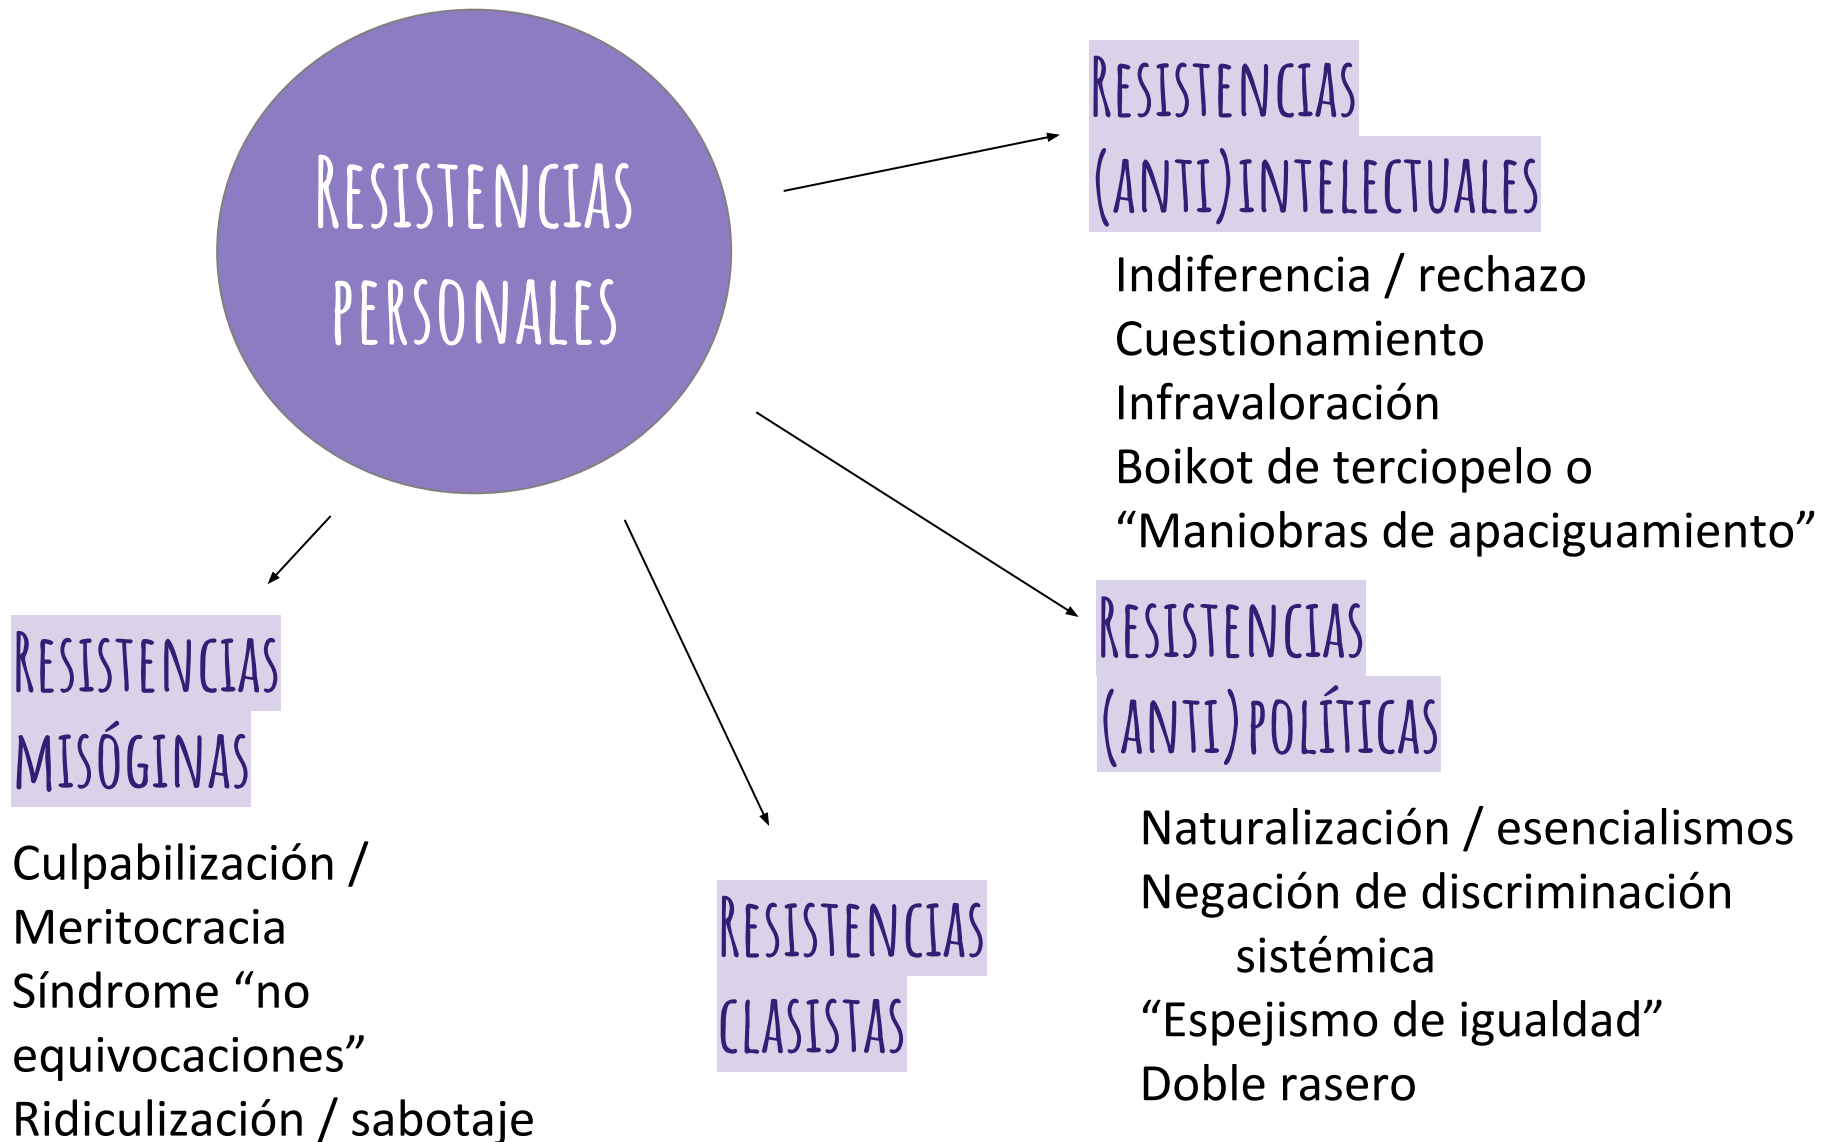 Resistencias
personales
Resistencias
(anti)intelectuales
Indiferencia / rechazo
Cuestionamiento
Infravaloración
Boikot de terciopelo o
“Maniobras de apaciguamiento”
Resistencias
(anti)políticas
Naturalización / esencialismos
Negación de discriminación
sistémica
“Espejismo de igualdad”
Doble rasero
Resistencias
clasistas
Resistencias
misóginas
Culpabilización /
Meritocracia
Síndrome “no
equivocaciones”
Ridiculización / sabotaje